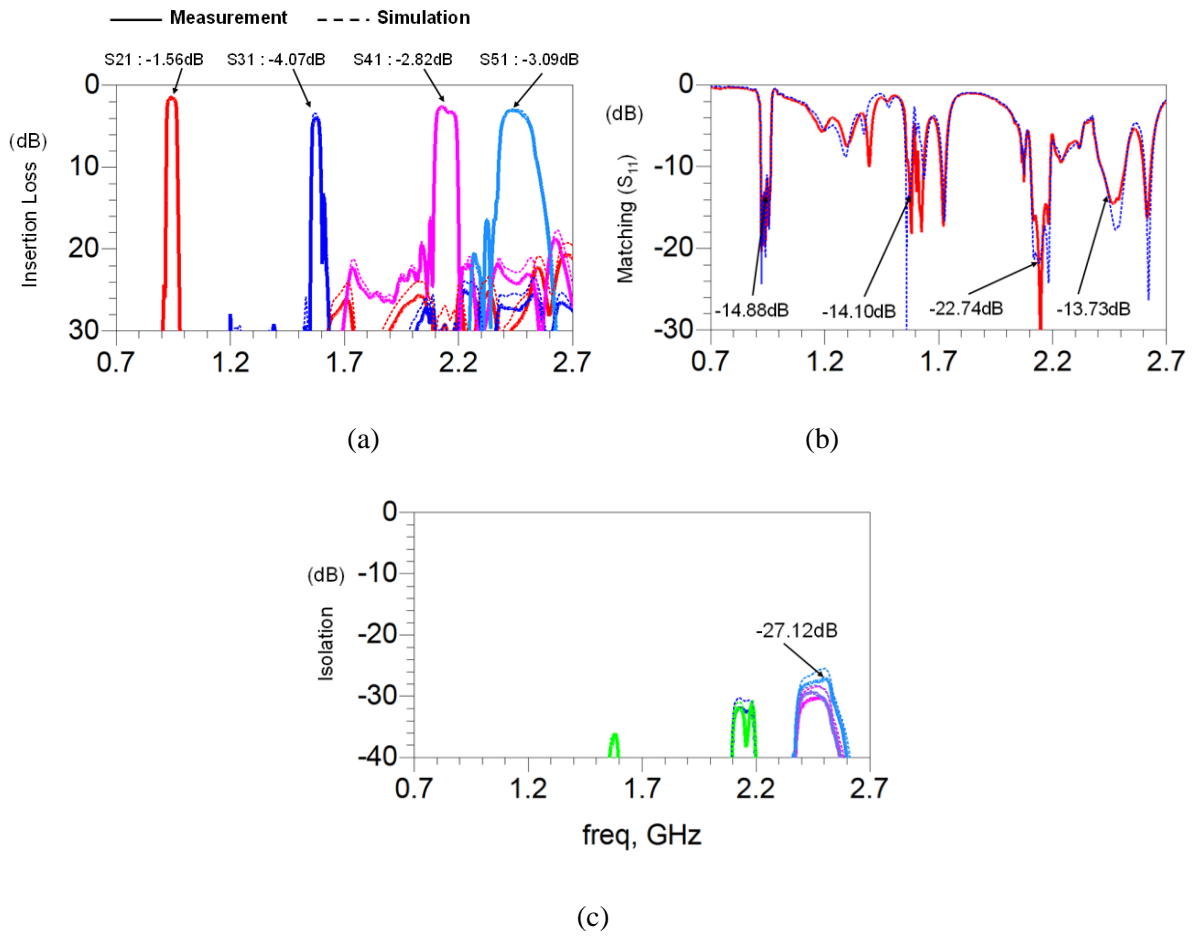 Measurement Simulation
S21 : -1.56dB S31 : -4.07dB S41 : -2.82dB S51 : -3.09dB
(dB)
Insertion Loss
0
10
20
30
0.7 1.2 1.7 2.2 2.7
(a)
(dB)
Matching (S11)
0
-10
-20
-30
-14.88dB -14.10dB -22.74dB -13.73dB
0.7 1.2 1.7 2.2 2.7
(b)
(dB)
Isolation
0
-10
-20
-30
-40
-27.12dB
0.7 1.2 1.7 2.2 2.7
freq, GHz
(c)